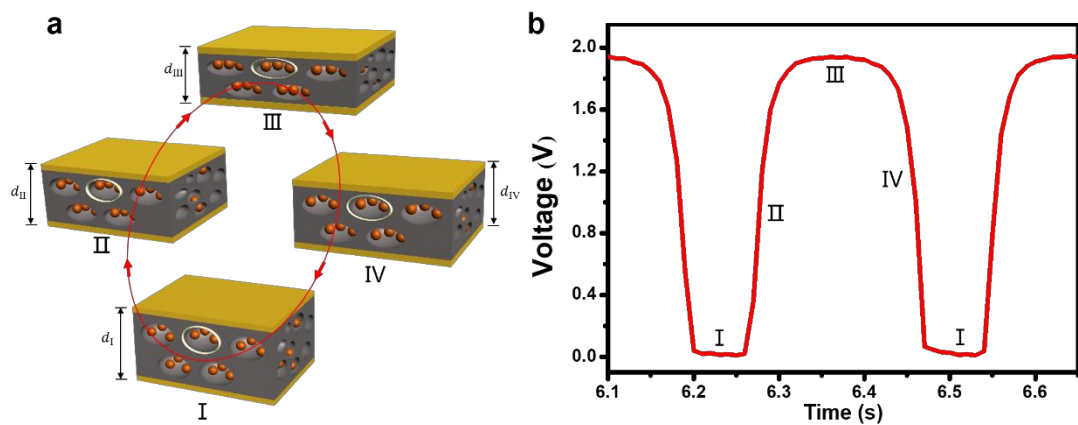 a
d_III
III
d_II
II
d_IV
IV
d_I
I
b
Voltage (V)
2.0
1.6
1.2
0.8
0.4
0.0
III
IV
II
I
I
6.1
6.2
6.3
6.4
6.5
6.6
Time (s)